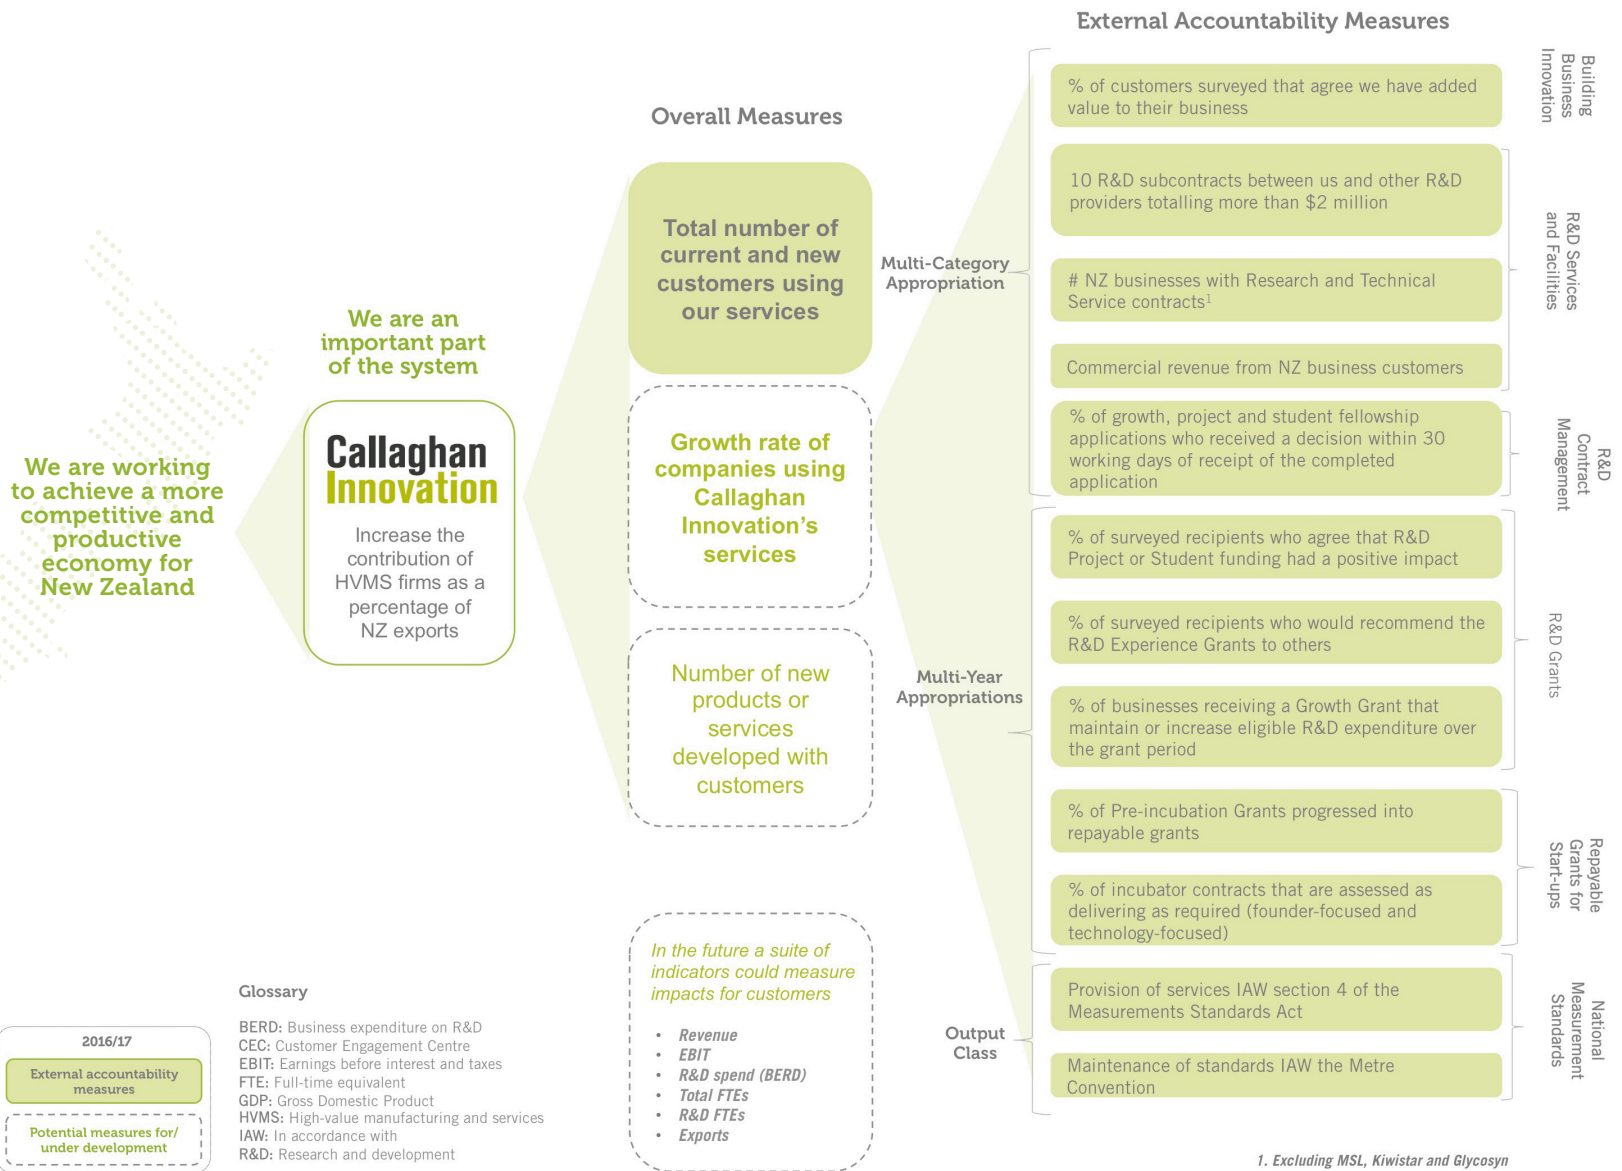 External Accountability Measures
Overall Measures
We are working
to achieve a more
competitive and
productive
economy for
New Zealand
We are an
important part
of the system
Callaghan
Innovation
Increase the
contribution of
HVMS firms as a
percentage of
NZ exports
Total number of
current and new
customers using
our services
Growth rate of
companies using
Callaghan
Innovation’s
services
Number of new
products or
services
developed with
customers
In the future a suite of
indicators could measure
impacts for customers
• Revenue
• EBIT
• R&D spend (BERD)
• Total FTEs
• R&D FTEs
• Exports
Multi-Category
Appropriation
% of customers surveyed that agree we have added
value to their business
Building
Business
Innovation
10 R&D subcontracts between us and other R&D
providers totalling more than $2 million
# NZ businesses with Research and Technical
Service contracts1
Commercial revenue from NZ business customers
R&D Services
and Facilities
% of growth, project and student fellowship
applications who received a decision within 30
working days of receipt of the completed
application
R&D
Contract
Management
Multi-Year
Appropriations
% of surveyed recipients who agree that R&D
Project or Student funding had a positive impact
% of surveyed recipients who would recommend the
R&D Experience Grants to others
% of businesses receiving a Growth Grant that
maintain or increase eligible R&D expenditure over
the grant period
R&D Grants
% of Pre-incubation Grants progressed into
repayable grants
% of incubator contracts that are assessed as
delivering as required (founder-focused and
technology-focused)
Repayable
Grants for
Start-ups
Output
Class
Provision of services IAW section 4 of the
Measurements Standards Act
Maintenance of standards IAW the Metre
Convention
National
Measurement
Standards
2016/17
External accountability
measures
Potential measures for/
under development
Glossary
BERD: Business expenditure on R&D
CEC: Customer Engagement Centre
EBIT: Earnings before interest and taxes
FTE: Full-time equivalent
GDP: Gross Domestic Product
HVMS: High-value manufacturing and services
IAW: In accordance with
R&D: Research and development
1. Excluding MSL, Kiwistar and Glycosyn